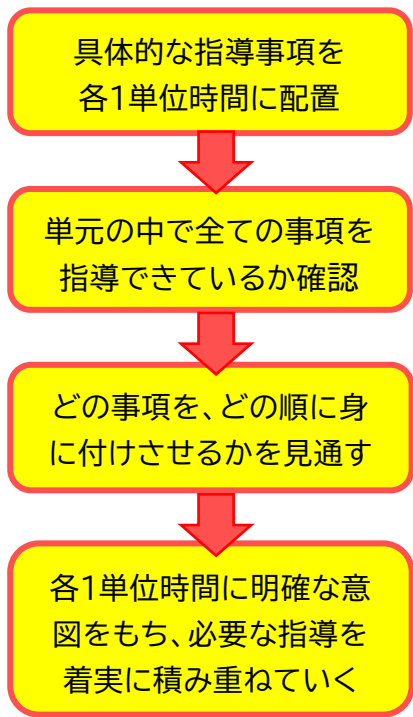 具体的な指導事項を
各1単位時間に配置
単元の中で全ての事項を
指導できているか確認
どの事項を、どの順に身
に付けさせるかを見通す
各1単位時間に明確な意
図をもち、必要な指導を
着実に積み重ねていく